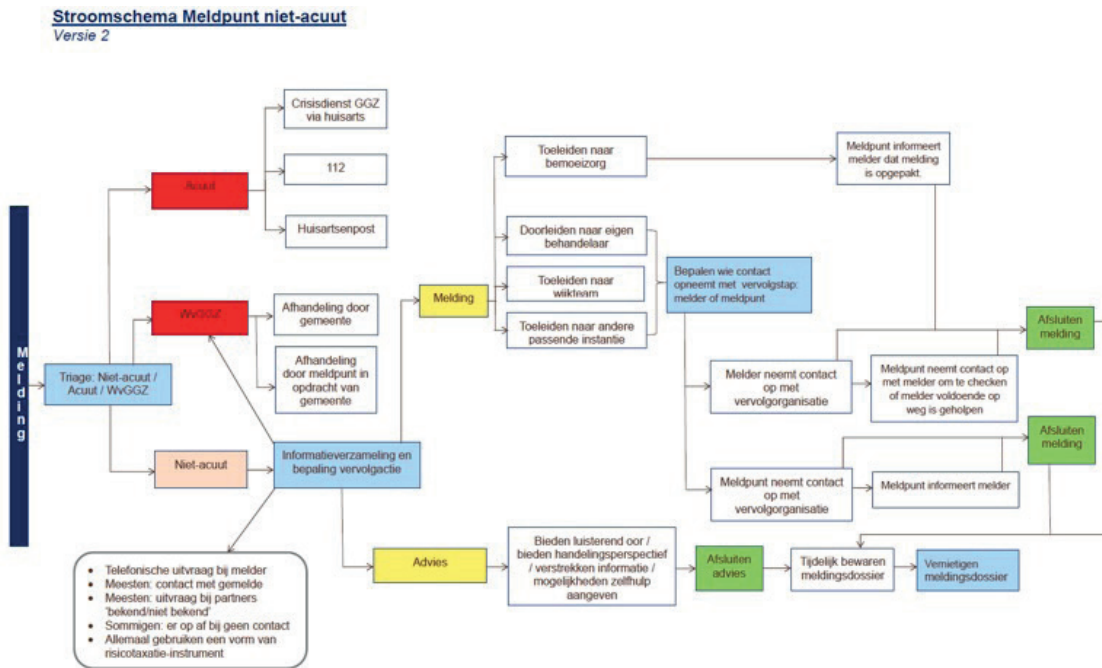 Stroomschema Meldpunt niet-acuut
Versie 2
Melding
Triage: Niet-acuut /
Acuut / WvGGZ
Acuut
Crisisdienst GGZ
via huisarts
112
Huisartsenpost
WvGGZ
Afhandeling door
gemeente
Afhandeling
door meldpunt in
opdracht van
gemeente
Niet-acuut
Informatieverzameling en
bepaling vervolgactie
• Telefonische uitvraag bij melder
• Meesten: contact met gemelde
• Meesten: uitvraag bij partners
'bekend/niet bekend'
• Sommigen: er op af bij geen contact
• Allemaal gebruiken een vorm van
risicotaxatie-instrument
Melding
Toeleiden naar
bemoeizorg
Doorleiden naar eigen
behandelaar
Toeleiden naar
wijkteam
Toeleiden naar andere
passende instantie
Meldpunt informeert
melder dat melding
is opgepakt.
Bepalen wie contact
opneemt met vervolgstap:
melder of meldpunt
Melder neemt contact
op met
vervolgorganisatie
Meldpunt neemt contact op
met melder om te checken
of melder voldoende op
weg is geholpen
Afsluiten
melding
Meldpunt neemt contact
op met
vervolgorganisatie
Meldpunt informeert melder
Afsluiten
melding
Advies
Bieden luisterend oor /
bieden handelingsperspectief
/ verstrekken informatie /
mogelijkheden zelfhulp
aangeven
Afsluiten
advies
Tijdelijk bewaren
meldingsdossier
Vernietigen
meldingsdossier